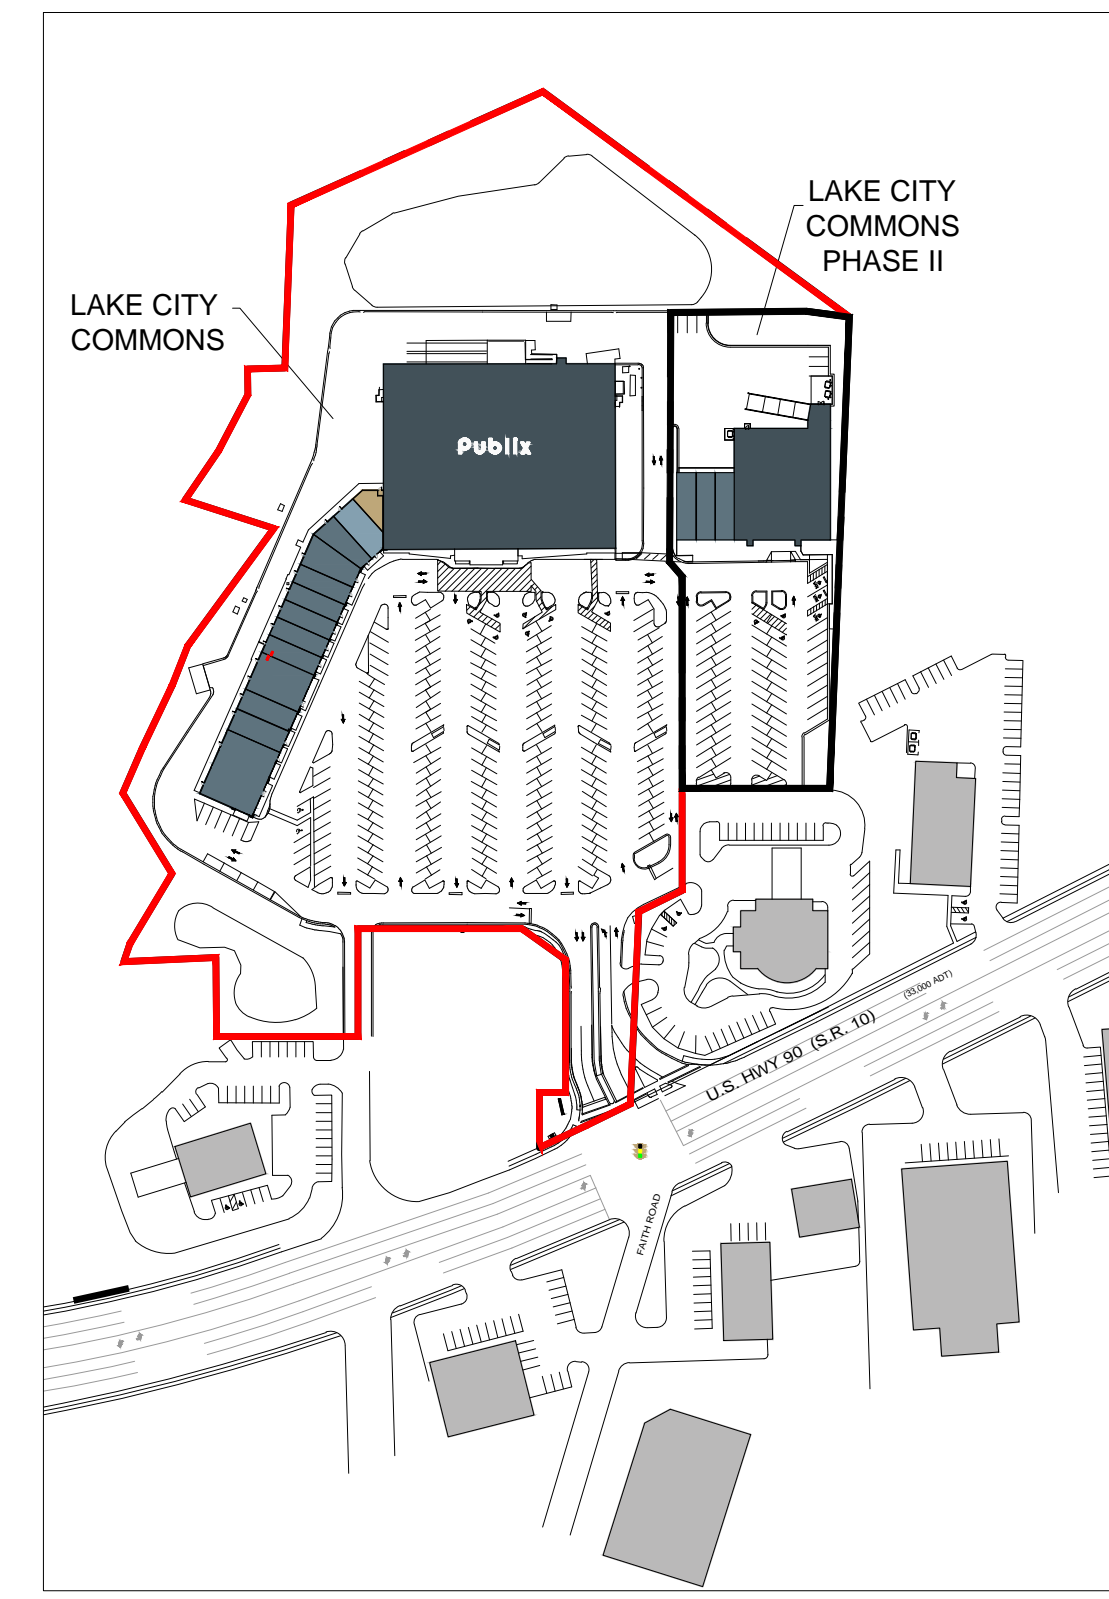 LAKE CITY
COMMONS
PHASE II
LAKE CITY
COMMONS
Publix
(33,000 ADT)
U.S. HWY 90 (S.R. 10)
FAITH ROAD